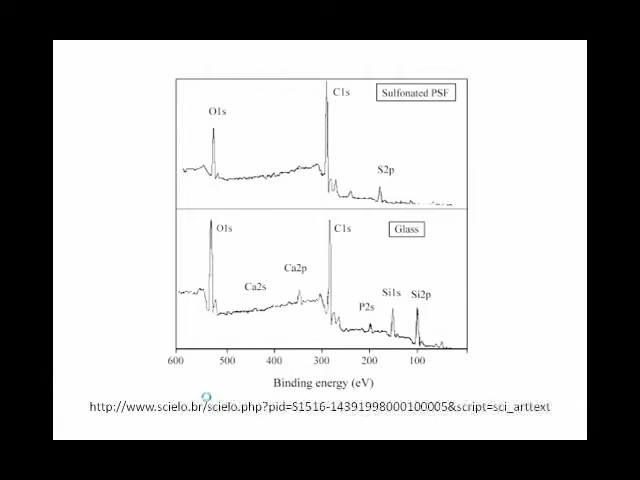 C1s
Sulfonated PSF
O1s
S2p
O1s
C1s
Glass
Ca2p
Ca2s
Si1s
Si2p
P2s
600 500 400 300 200 100
Binding energy (eV)
http://www.scielo.br/scielo.php?pid=S1516-14391998000100005&script=sci_arttext